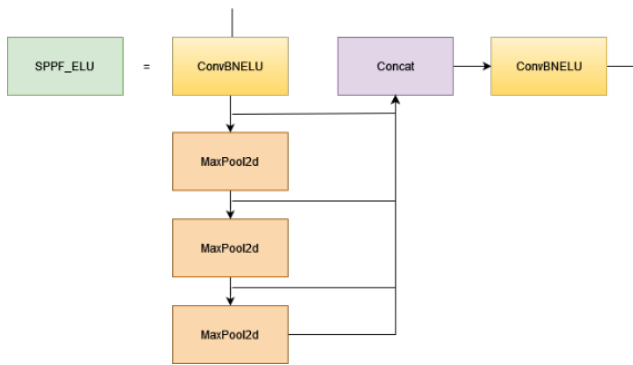 SPPF_ELU
=
ConvBNELU
Concat
ConvBNELU
MaxPool2d
MaxPool2d
MaxPool2d